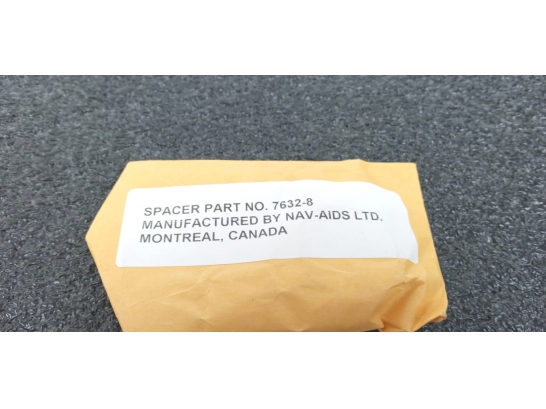 SPACER PART NO. 7632-8
MANUFACTURED BY NAV-AIDS LTD.
MONTREAL, CANADA